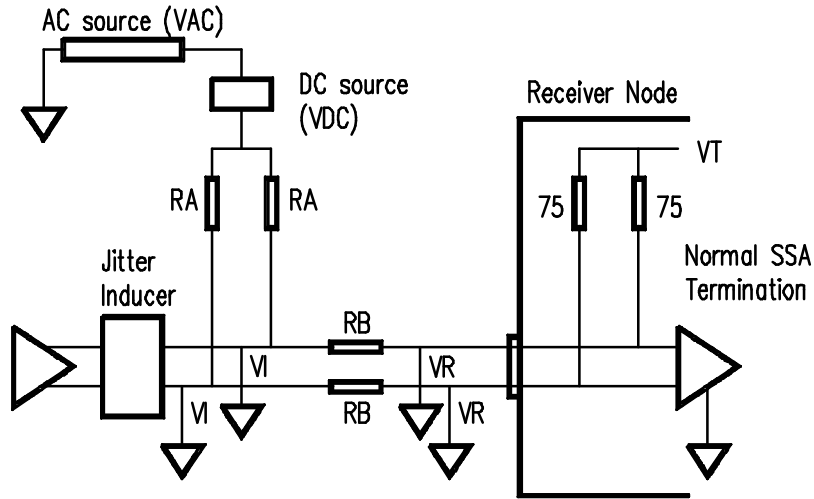 AC source (VAC)
DC source
(VDC)
Receiver Node
VT
RA
RA
75
75
Normal SSA
Termination
Jitter
Inducer
RB
VI
VR
RB
VI
VR